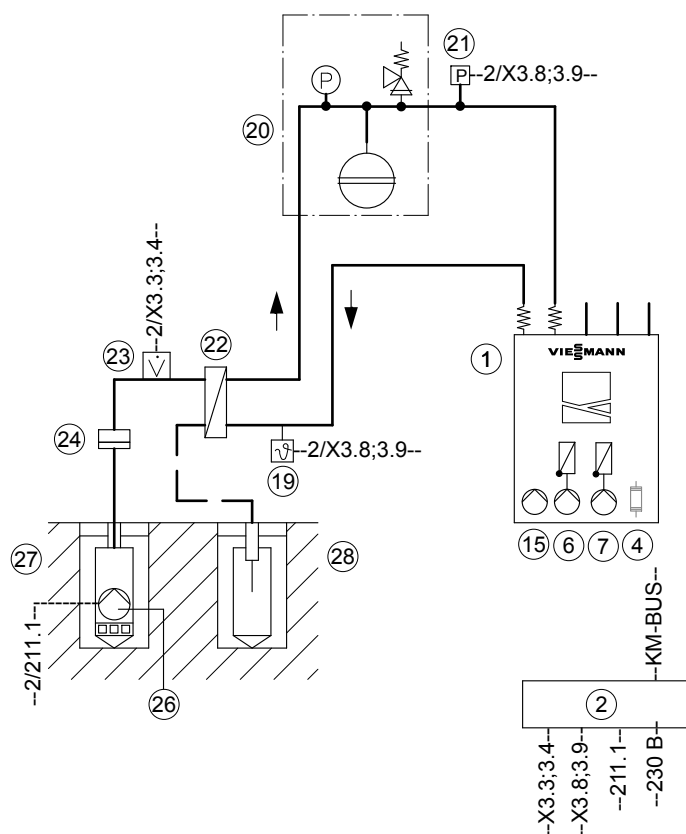 21
P
P
--2/X3.8;3.9--
20
--2/X3.3;3.4--
23
22
1
VIESSMANN
24
--2/X3.8;3.9--
19
27
28
15
6
7
4
--2/211.1--
26
--KM-BUS--
2
--X3.3;3.4
--X3.8;3.9--
--211.1--
--230 В--